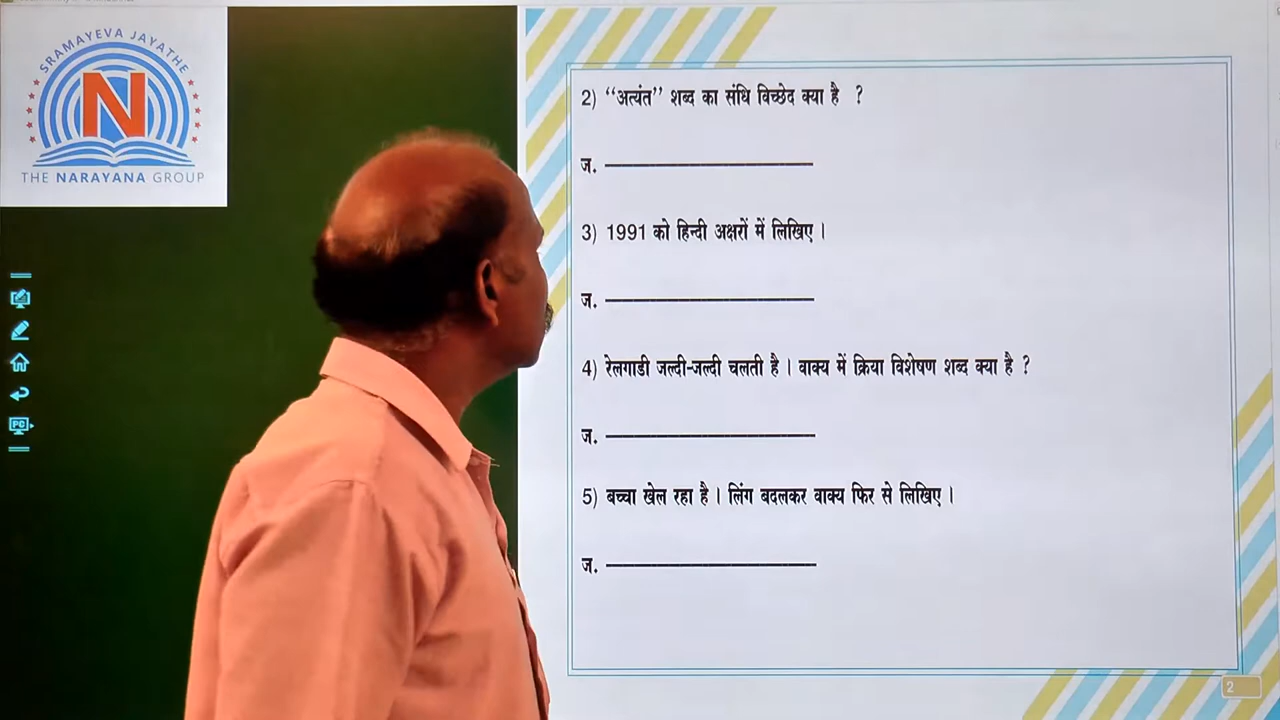 SRAMAYEVA JAYATHE
N
THE NARAYANA GROUP
2) “अत्यंत” शब्द का संधि विच्छेद क्या है ?
ज.
3) 1991 को हिन्दी अक्षरों में लिखिए।
ज.
4) रेलगाडी जल्दी-जल्दी चलती है। वाक्य में क्रिया विशेषण शब्द क्या है ?
ज.
5) बच्चा खेल रहा है। लिंग बदलकर वाक्य फिर से लिखिए।
ज.
PC
2